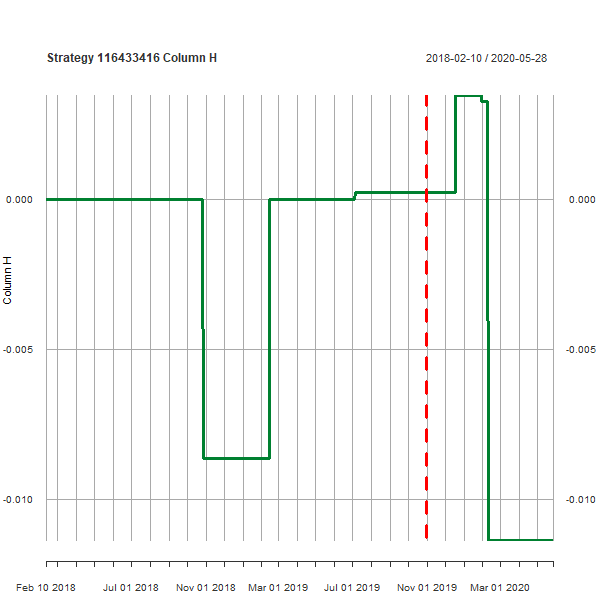 Strategy 116433416 Column H
2018-02-10 / 2020-05-28
0.000 0.000
Column H
-0.005 -0.005
-0.010 -0.010
Feb 10 2018 Jul 01 2018 Nov 01 2018 Mar 01 2019 Jul 01 2019 Nov 01 2019 Mar 01 2020